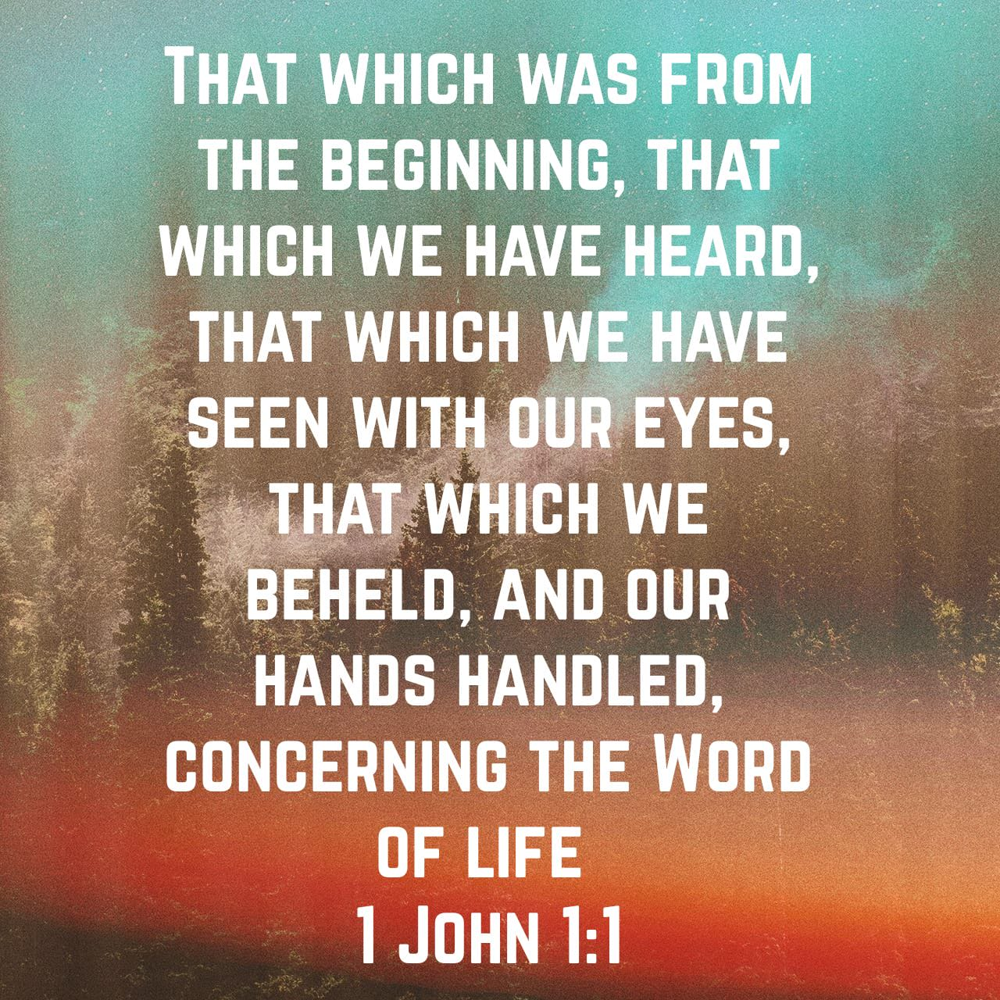 That which was from
the beginning, that
which we have heard,
that which we have
seen with our eyes,
that which we
beheld, and our
hands handled,
concerning the Word
of life
1 John 1:1